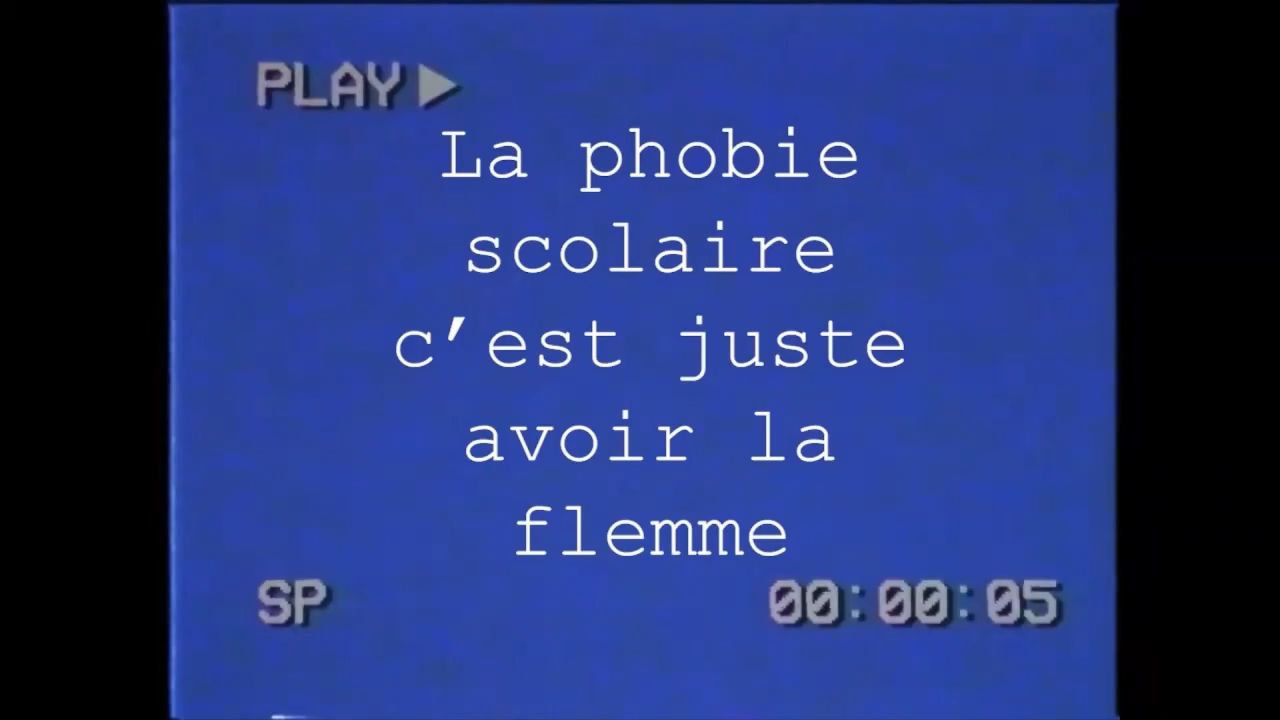 PLAY
La phobie
scolaire
c’est juste
avoir la
flemme
SP 00:00:05